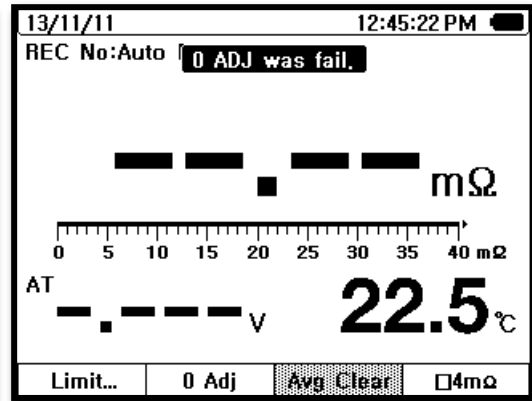 13/11/11 12:45:22 PM
REC No:Auto
0 ADJ was fail.
-- -- . -- -- mΩ
0 5 10 15 20 25 30 35 40 mΩ
AT
-.--- V
22.5 ℃
Limit... 0 Adj Avg Clear □4mΩ